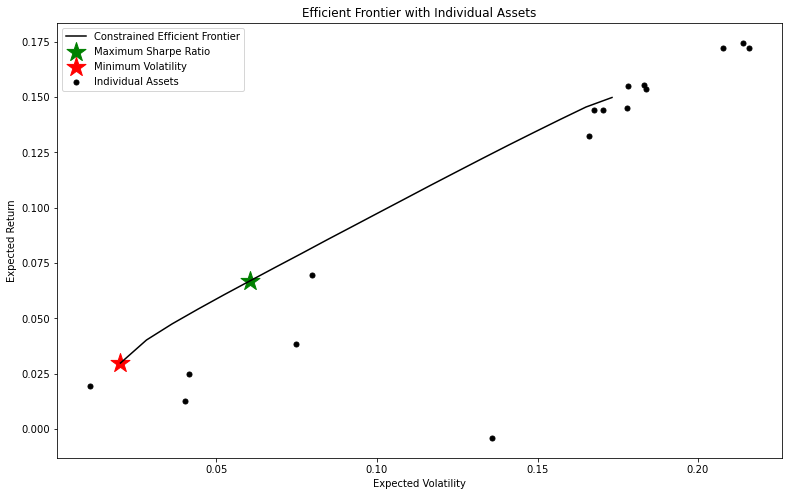 Efficient Frontier with Individual Assets
Constrained Efficient Frontier
Maximum Sharpe Ratio
Minimum Volatility
Individual Assets
Expected Return
0.175
0.150
0.125
0.100
0.075
0.050
0.025
0.000
0.05 0.10 0.15 0.20
Expected Volatility